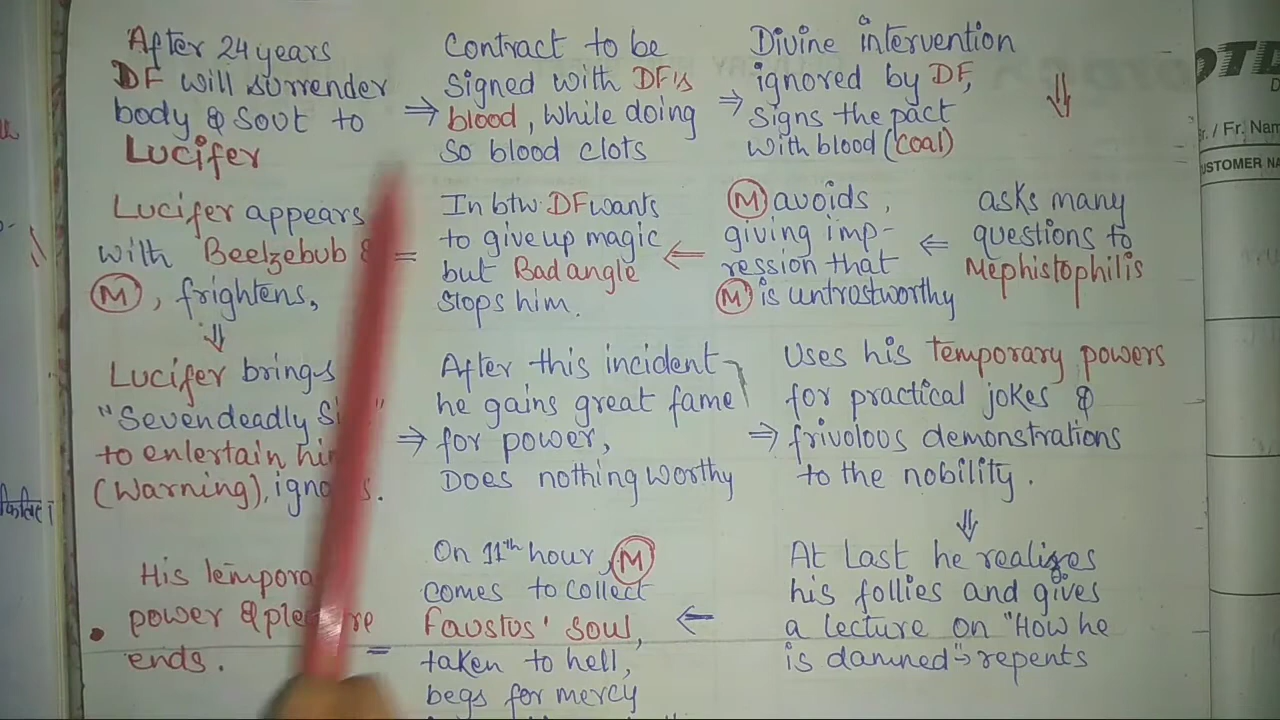 After 24 years
DF will surrender
body & Soul to
Lucifer
⇒
Contract to be
signed with DF's
blood, while doing
so blood clots
⇒
Divine intervention
ignored by DF,
signs the pact
with blood (coal)
⇓
asks many
questions to
Mephistophilis
⇐
M avoids,
giving imp-
ression that
M is untrastworthy
⇐
In btw DF wants
to give up magic
but Bad angle
stops him.
=
Lucifer appears
with Beelzebub &
M, frightens,
⇓
Lucifer brings
"Seven deadly
to entertain
(Warning),
⇒
After this incident
he gains great fame
for power,
Does nothing worthy
⇒
Uses his temporary powers
for practical jokes &
frivolous demonstrations
to the nobility.
⇓
At Last he realizes
his follies and gives
a lecture on "How he
is damned" repents
⇐
On 11th hour, M
comes to collect
faustus' soul,
taken to hell,
begs for mercy
=
His
power &
ends.
OTD
/ Fr. Nam
USTOMER NA